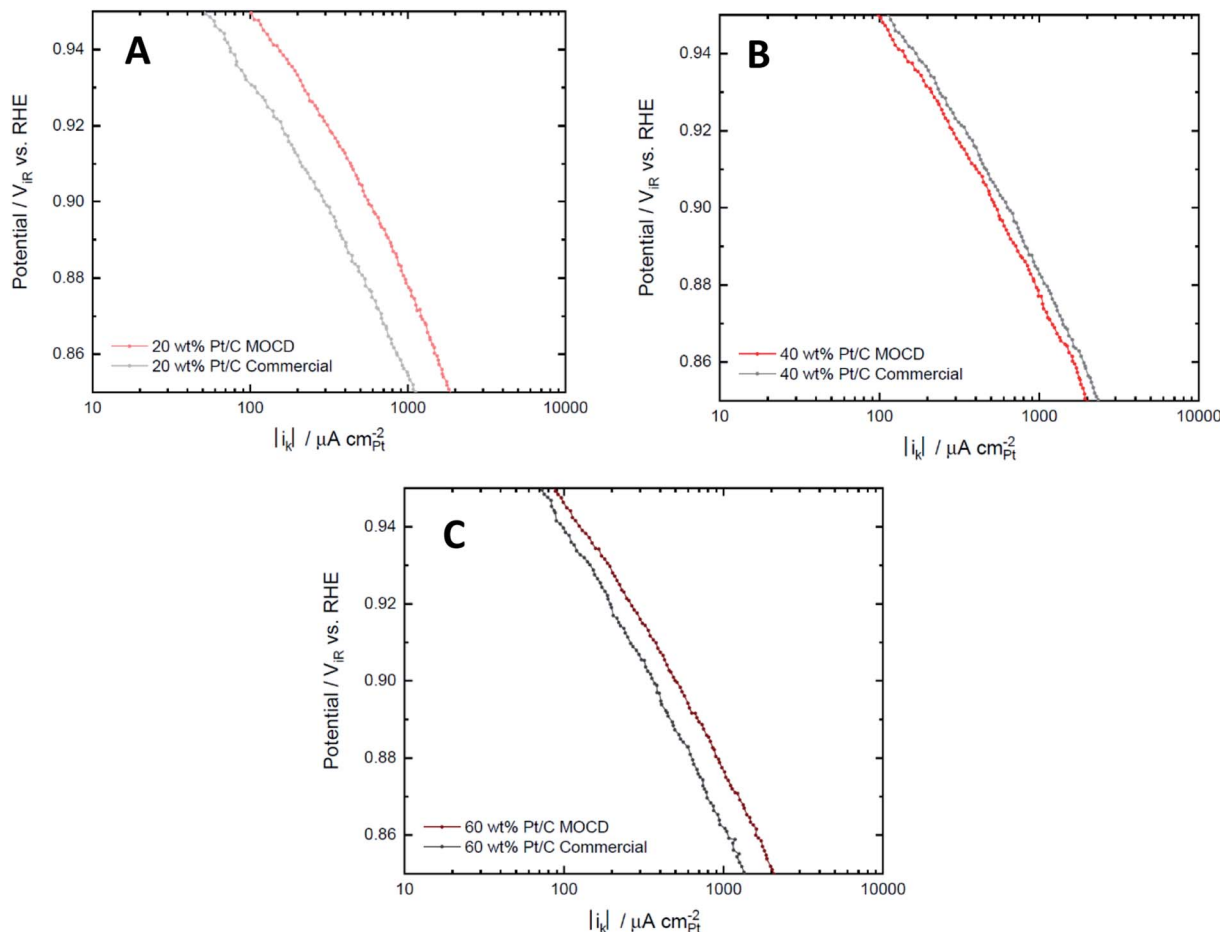 A
0.94
0.92
0.90
0.88
0.86
Potential / V_iR vs. RHE
20 wt% Pt/C MOCD
20 wt% Pt/C Commercial
10 100 1000 10000
|i_k| / μA cm_Pt^-2
B
0.94
0.92
0.90
0.88
0.86
Potential / V_iR vs. RHE
40 wt% Pt/C MOCD
40 wt% Pt/C Commercial
10 100 1000 10000
|i_k| / μA cm_Pt^-2
C
0.94
0.92
0.90
0.88
0.86
Potential / V_iR vs. RHE
60 wt% Pt/C MOCD
60 wt% Pt/C Commercial
10 100 1000 10000
|i_k| / μA cm_Pt^-2